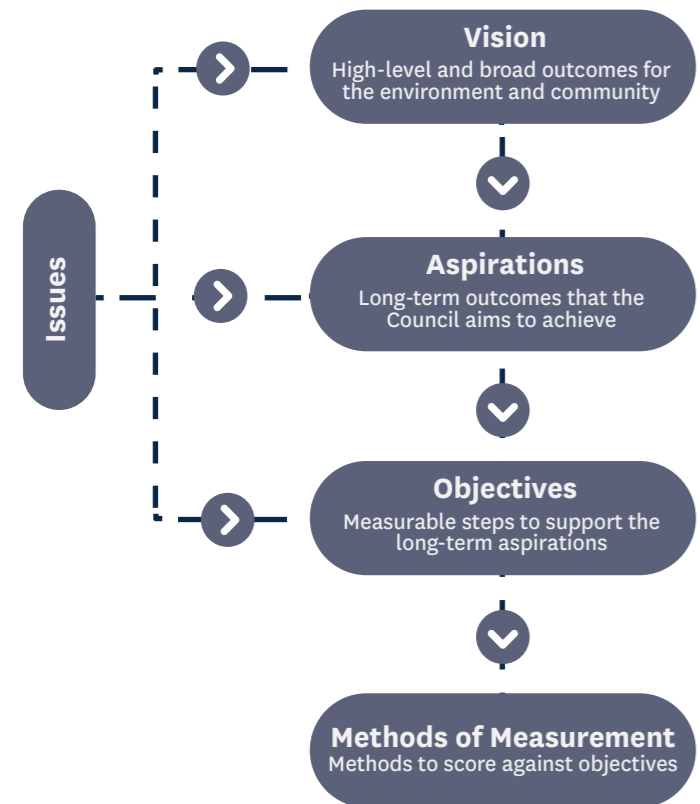 Vision
High-level and broad outcomes for
the environment and community
Issues
Aspirations
Long-term outcomes that the
Council aims to achieve
Objectives
Measurable steps to support the
long-term aspirations
Methods of Measurement
Methods to score against objectives